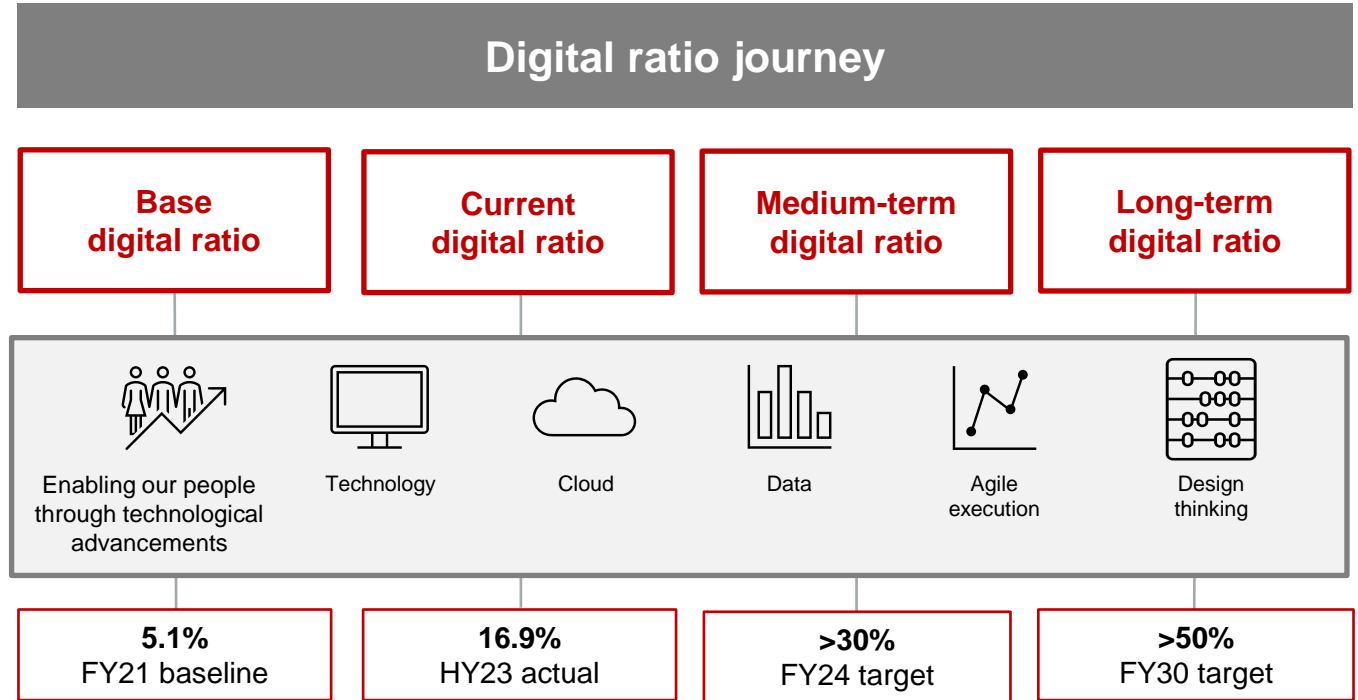 Digital ratio journey
Base
digital ratio
Current
digital ratio
Medium-term
digital ratio
Long-term
digital ratio
Enabling our people
through technological
advancements
Technology
Cloud
Data
Agile
execution
Design
thinking
5.1%
FY21 baseline
16.9%
HY23 actual
>30%
FY24 target
>50%
FY30 target